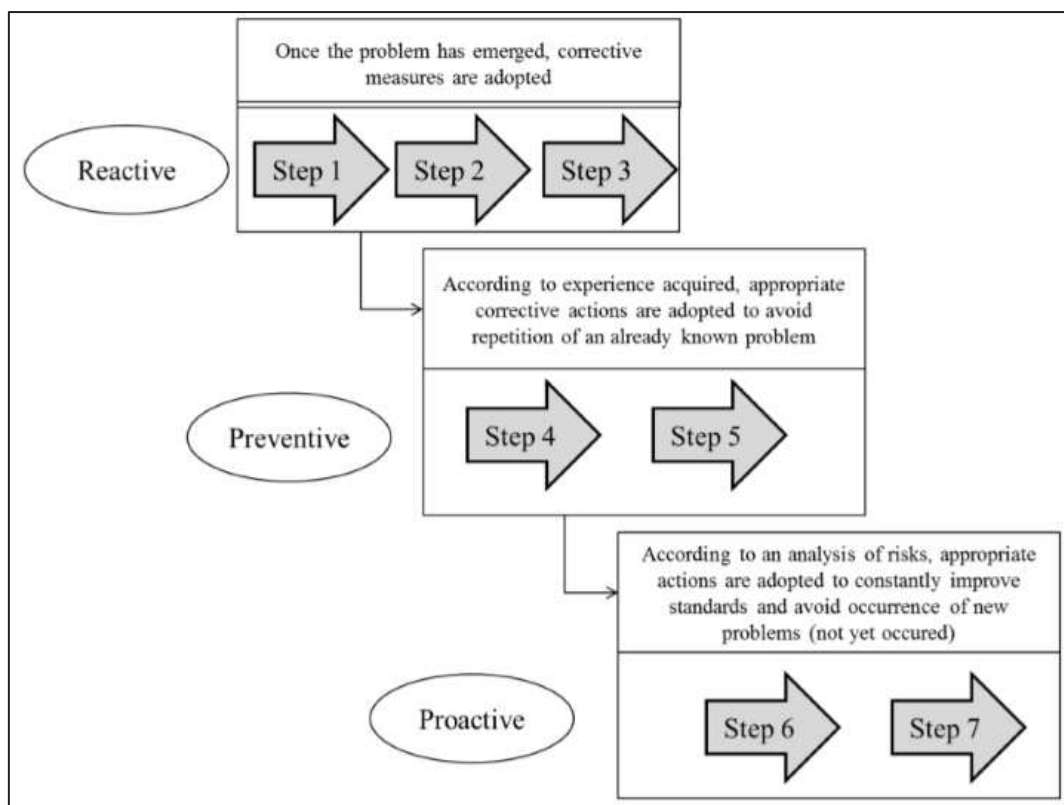 Once the problem has emerged, corrective
measures are adopted
Reactive
Step 1
Step 2
Step 3
According to experience acquired, appropriate
corrective actions are adopted to avoid
repetition of an already known problem
Preventive
Step 4
Step 5
According to an analysis of risks, appropriate
actions are adopted to constantly improve
standards and avoid occurrence of new
problems (not yet occured)
Proactive
Step 6
Step 7